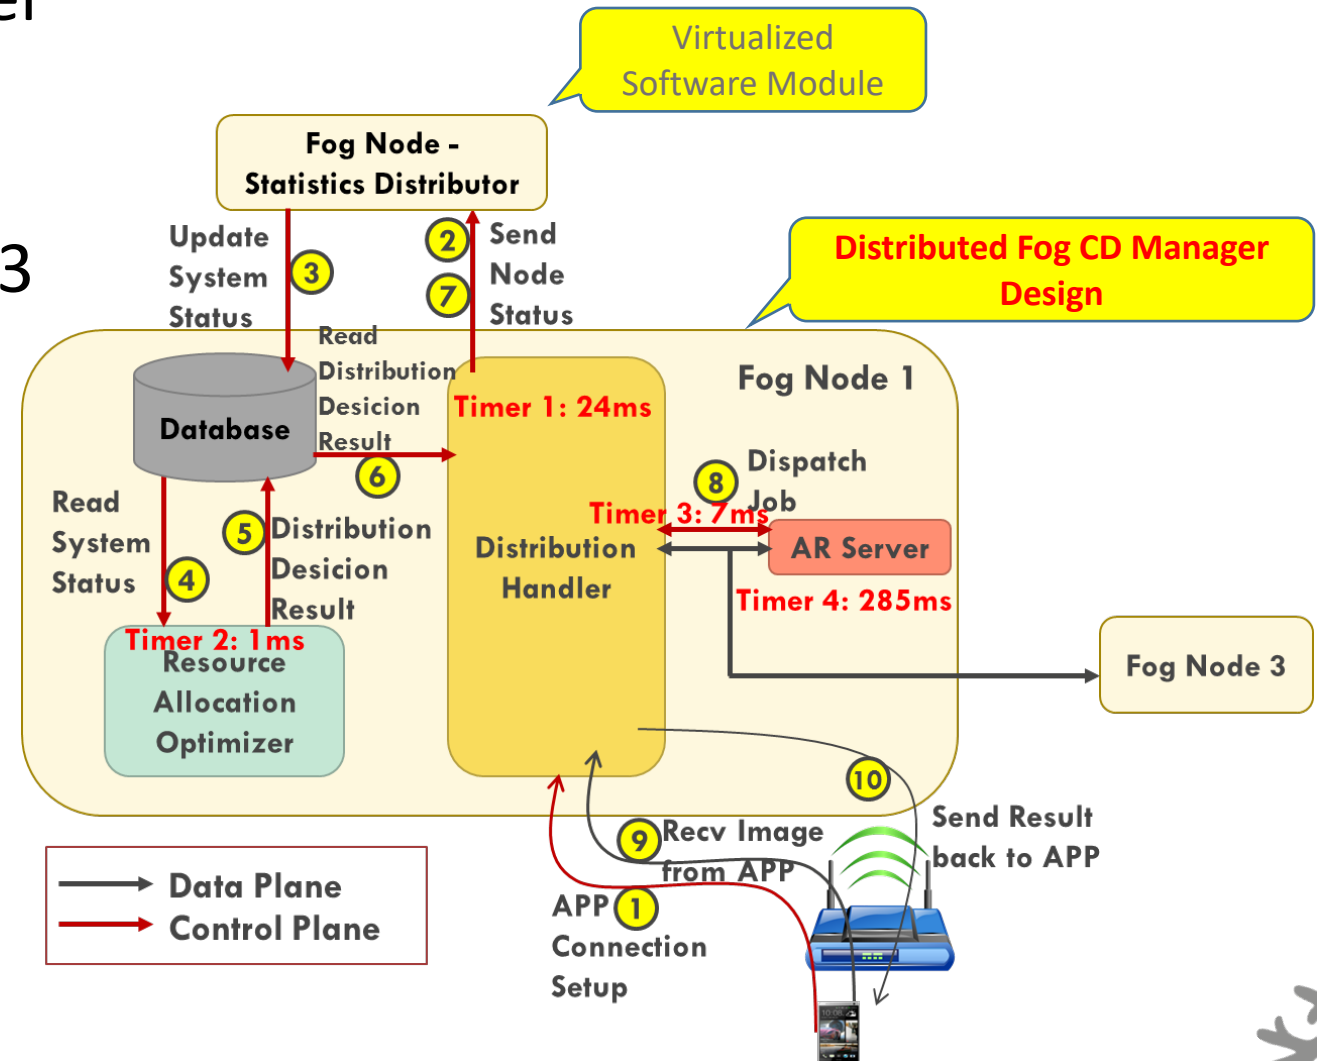 er
Virtualized
Software Module
Fog Node -
Statistics Distributor
3
Update
System
Status
3
2
7
Send
Node
Status
Distributed Fog CD Manager
Design
Read
Distribution
Desicion
Result
6
Database
Timer 1: 24ms
Fog Node 1
Read
System
Status
4
5
Distribution
Desicion
Result
8
Dispatch
Job
Timer 3: 7ms
Distribution
Handler
AR Server
Timer 4: 285ms
Timer 2: 1ms
Resource
Allocation
Optimizer
Fog Node 3
10
9
Recv Image
from APP
Send Result
back to APP
1
APP
Connection
Setup
Data Plane
Control Plane